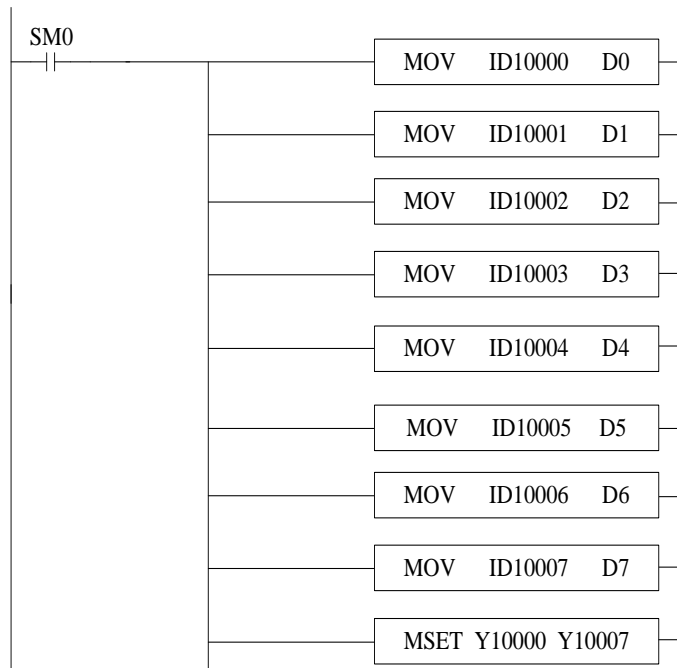 SM0
MOV ID10000 D0
MOV ID10001 D1
MOV ID10002 D2
MOV ID10003 D3
MOV ID10004 D4
MOV ID10005 D5
MOV ID10006 D6
MOV ID10007 D7
MSET Y10000 Y10007